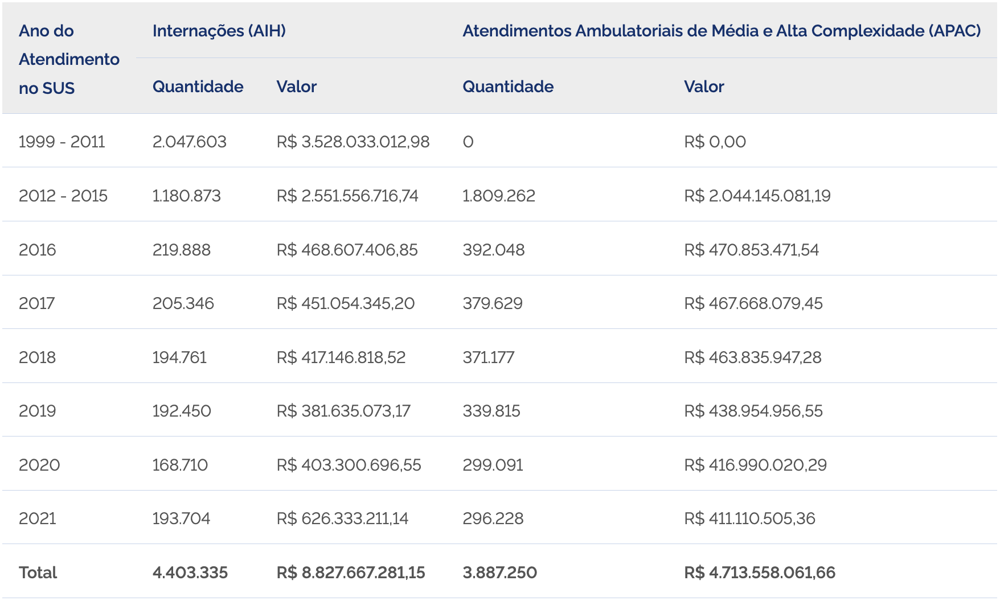 Ano do Atendimento no SUS Internações (AIH) Atendimentos Ambulatoriais de Média e Alta Complexidade (APAC)
Quantidade Valor Quantidade Valor
1999 - 2011 2.047.603 R$ 3.528.033.012,98 0 R$ 0,00
2012 - 2015 1.180.873 R$ 2.551.556.716,74 1.809.262 R$ 2.044.145.081,19
2016 219.888 R$ 468.607.406,85 392.048 R$ 470.853.471,54
2017 205.346 R$ 451.054.345,20 379.629 R$ 467.668.079,45
2018 194.761 R$ 417.146.818,52 371.177 R$ 463.835.947,28
2019 192.450 R$ 381.635.073,17 339.815 R$ 438.954.956,55
2020 168.710 R$ 403.300.696,55 299.091 R$ 416.990.020,29
2021 193.704 R$ 626.333.211,14 296.228 R$ 411.110.505,36
Total 4.403.335 R$ 8.827.667.281,15 3.887.250 R$ 4.713.558.061,66